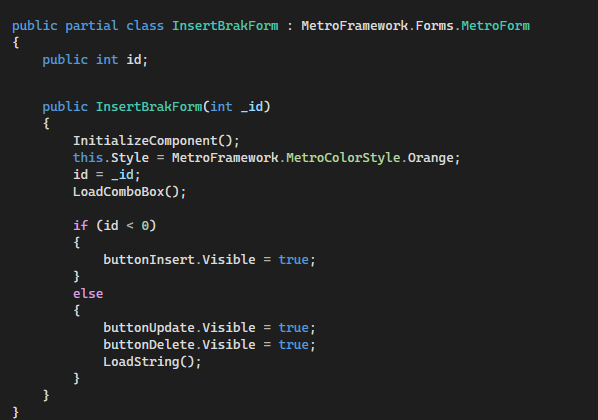 public partial class InsertBrakForm : MetroFramework.Forms.MetroForm
{
    public int id;

    public InsertBrakForm(int _id)
    {
        InitializeComponent();
        this.Style = MetroFramework.MetroColorStyle.Orange;
        id = _id;
        LoadComboBox();

        if (id < 0)
        {
            buttonInsert.Visible = true;
        }
        else
        {
            buttonUpdate.Visible = true;
            buttonDelete.Visible = true;
            LoadString();
        }
    }
}